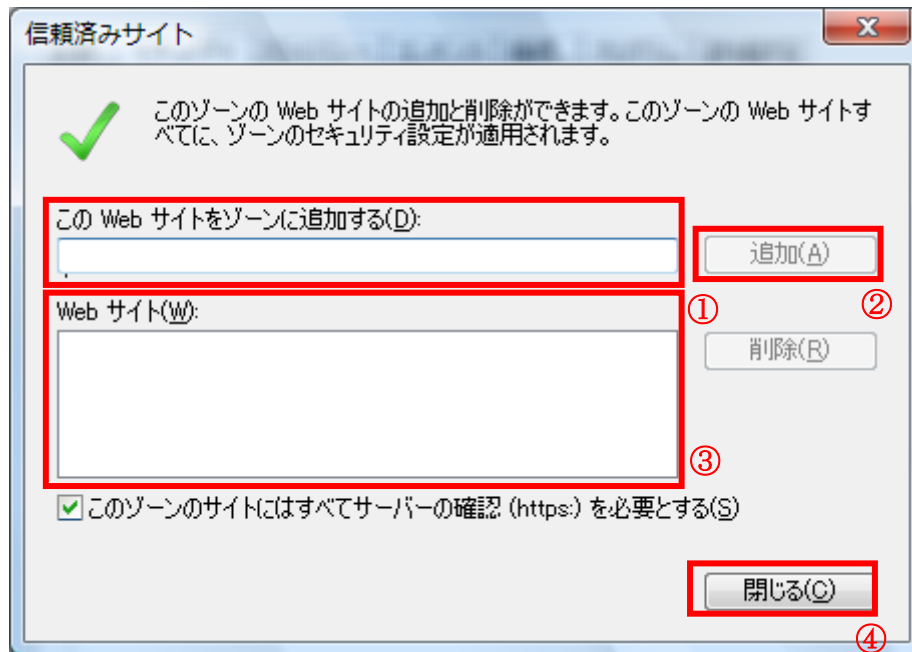 信頼済みサイト
このゾーンの Web サイトの追加と削除ができます。このゾーンの Web サイトす
べてに、ゾーンのセキュリティ設定が適用されます。
この Web サイトをゾーンに追加する(D):
追加(A)
①
②
Web サイト(W):
削除(R)
③
このゾーンのサイトにはすべてサーバーの確認 (https:) を必要とする(S)
閉じる(C)
④